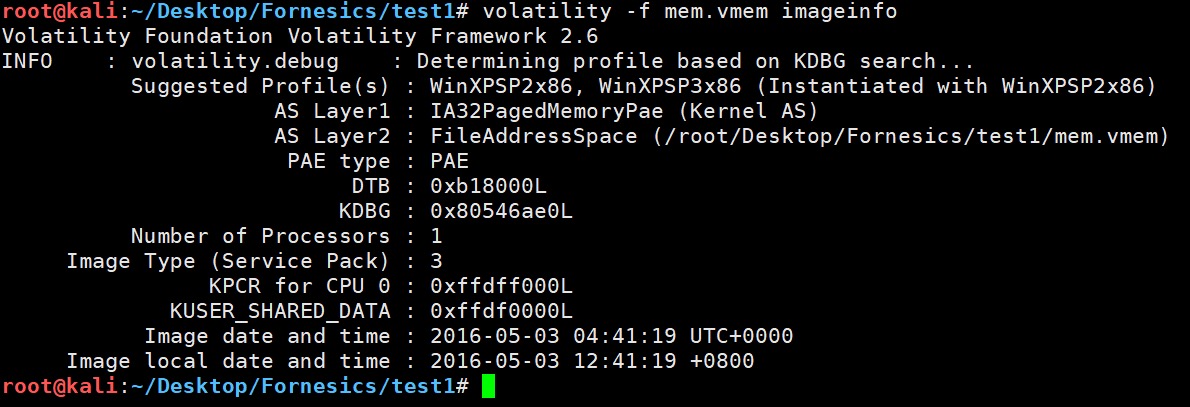 root@kali:~/Desktop/Fornesics/test1# volatility -f mem.vmem imageinfo
Volatility Foundation Volatility Framework 2.6
INFO    : volatility.debug    : Determining profile based on KDBG search...
          Suggested Profile(s) : WinXPSP2x86, WinXPSP3x86 (Instantiated with WinXPSP2x86)
                     AS Layer1 : IA32PagedMemoryPae (Kernel AS)
                     AS Layer2 : FileAddressSpace (/root/Desktop/Fornesics/test1/mem.vmem)
                      PAE type : PAE
                           DTB : 0xb18000L
                          KDBG : 0x80546ae0L
          Number of Processors : 1
     Image Type (Service Pack) : 3
                KPCR for CPU 0 : 0xffdff000L
             KUSER_SHARED_DATA : 0xffdf0000L
           Image date and time : 2016-05-03 04:41:19 UTC+0000
     Image local date and time : 2016-05-03 12:41:19 +0800
root@kali:~/Desktop/Fornesics/test1#